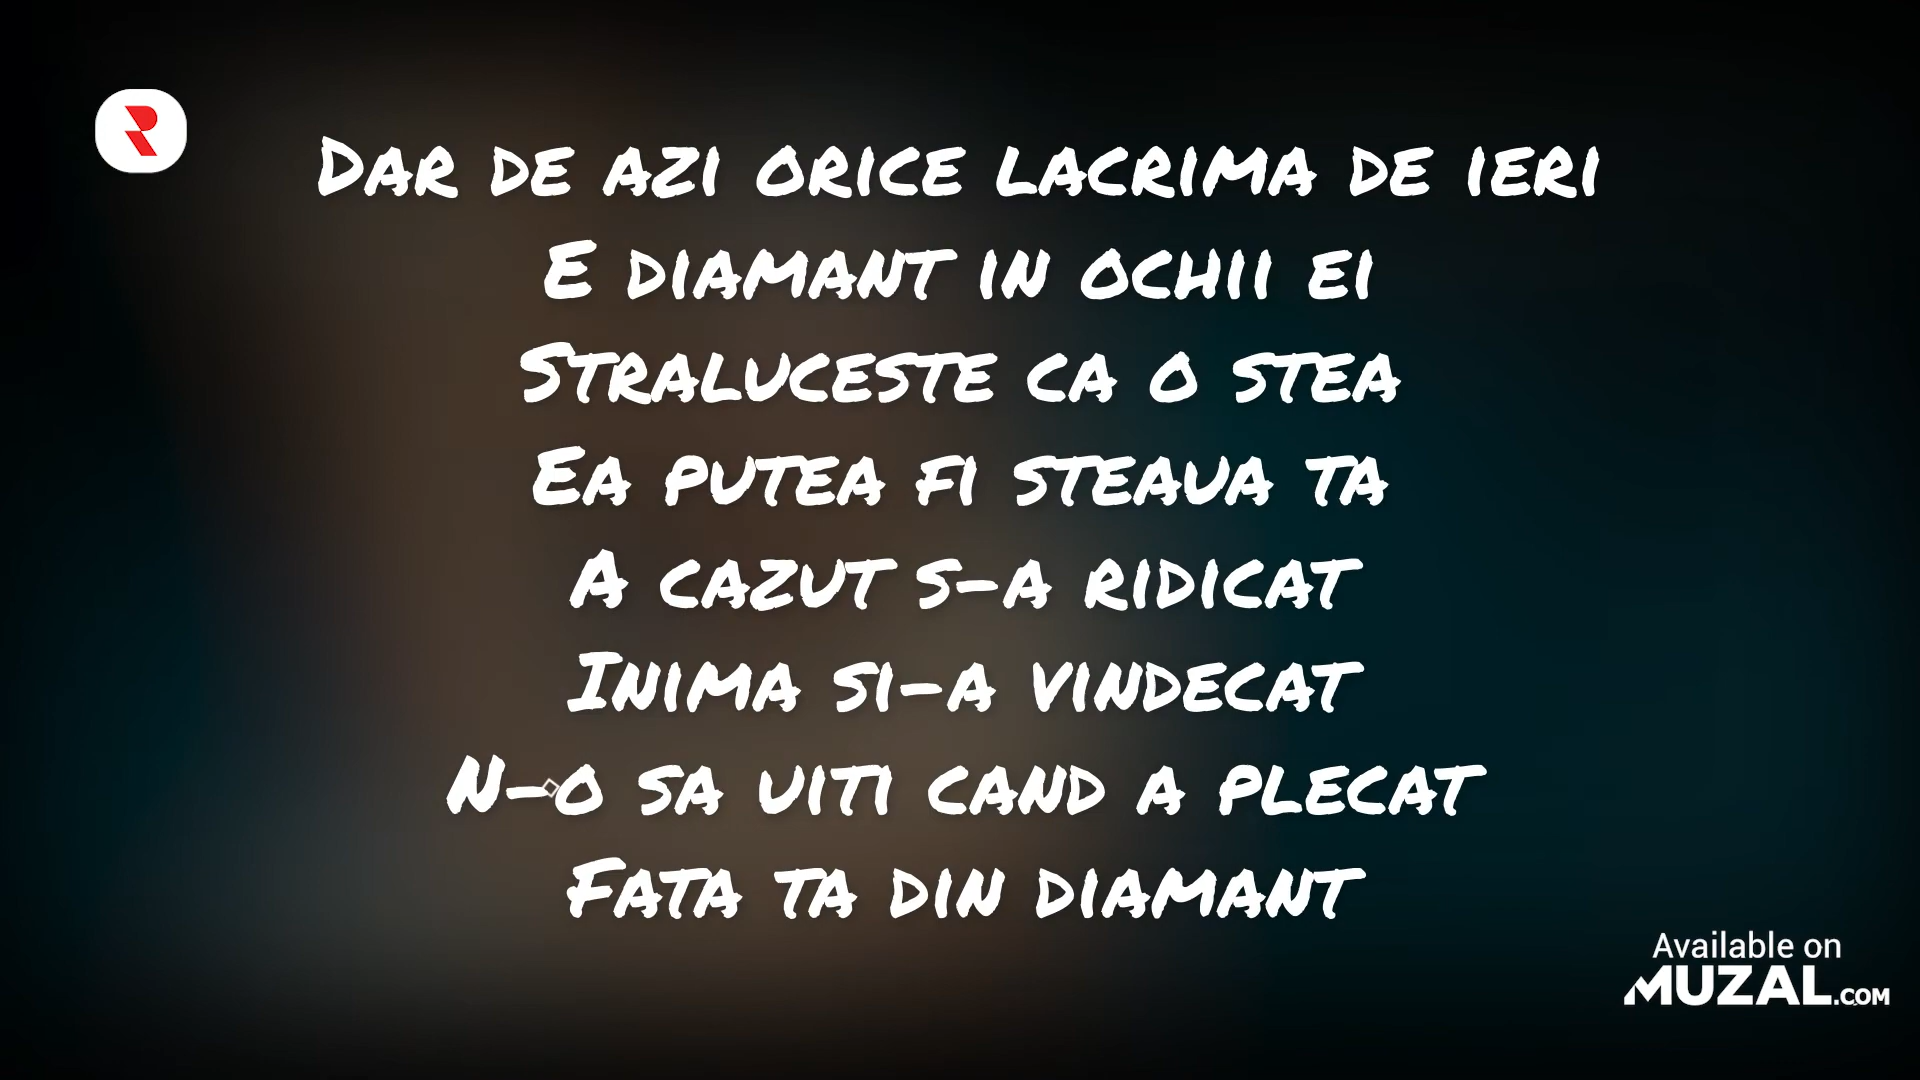 Dar de azi orice lacrima de ieri
E diamant in ochii ei
Straluceste ca o stea
Ea putea fi steaua ta
A cazut s-a ridicat
Inima si-a vindecat
N-o sa uiti cand a plecat
Fata ta din diamant
Available on
MUZAL.COM